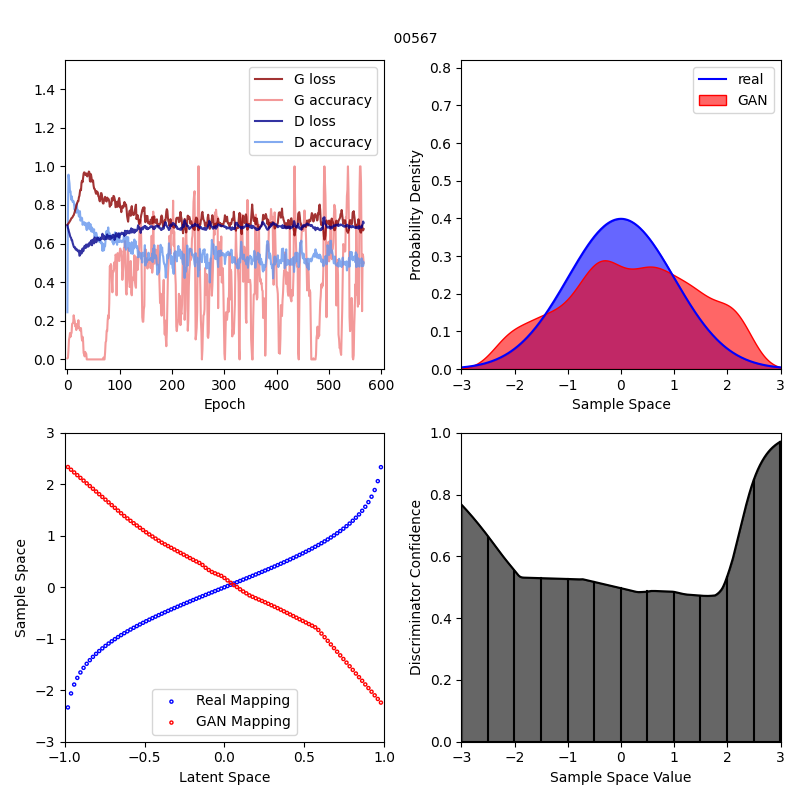 00567
G loss
G accuracy
D loss
D accuracy
1.4
1.2
1.0
0.8
0.6
0.4
0.2
0.0
0 100 200 300 400 500 600
Epoch
real
GAN
0.8
0.7
0.6
0.5
0.4
0.3
0.2
0.1
0.0
Probability Density
−3 −2 −1 0 1 2 3
Sample Space
3
2
1
0
−1
−2
−3
Sample Space
Real Mapping
GAN Mapping
−1.0 −0.5 0.0 0.5 1.0
Latent Space
1.0
0.8
0.6
0.4
0.2
0.0
Discriminator Confidence
−3 −2 −1 0 1 2 3
Sample Space Value